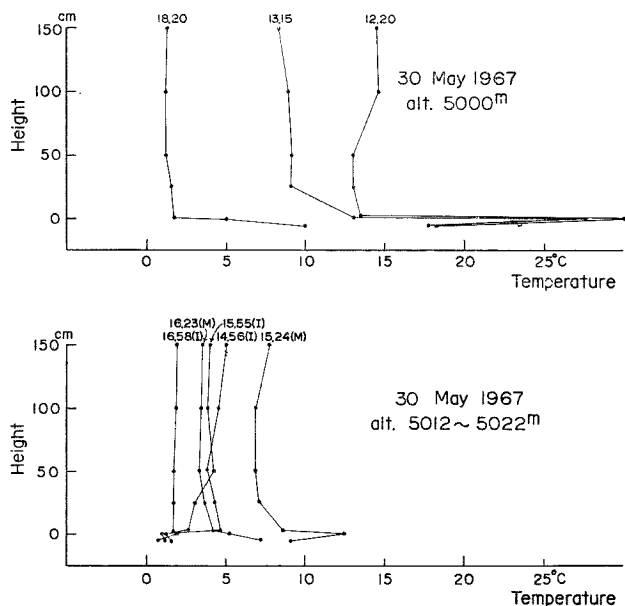 cm
18,20 13,15 12,20
150
100
50
0
Height
30 May 1967
alt. 5000m
0 5 10 15 20 25°C
Temperature
16,23(M) 15,55(I)
cm
16,58(I) 14,56(I) 15,24(M)
150
100
50
0
Height
30 May 1967
alt. 5012~5022m
0 5 10 15 20 25°C
Temperature